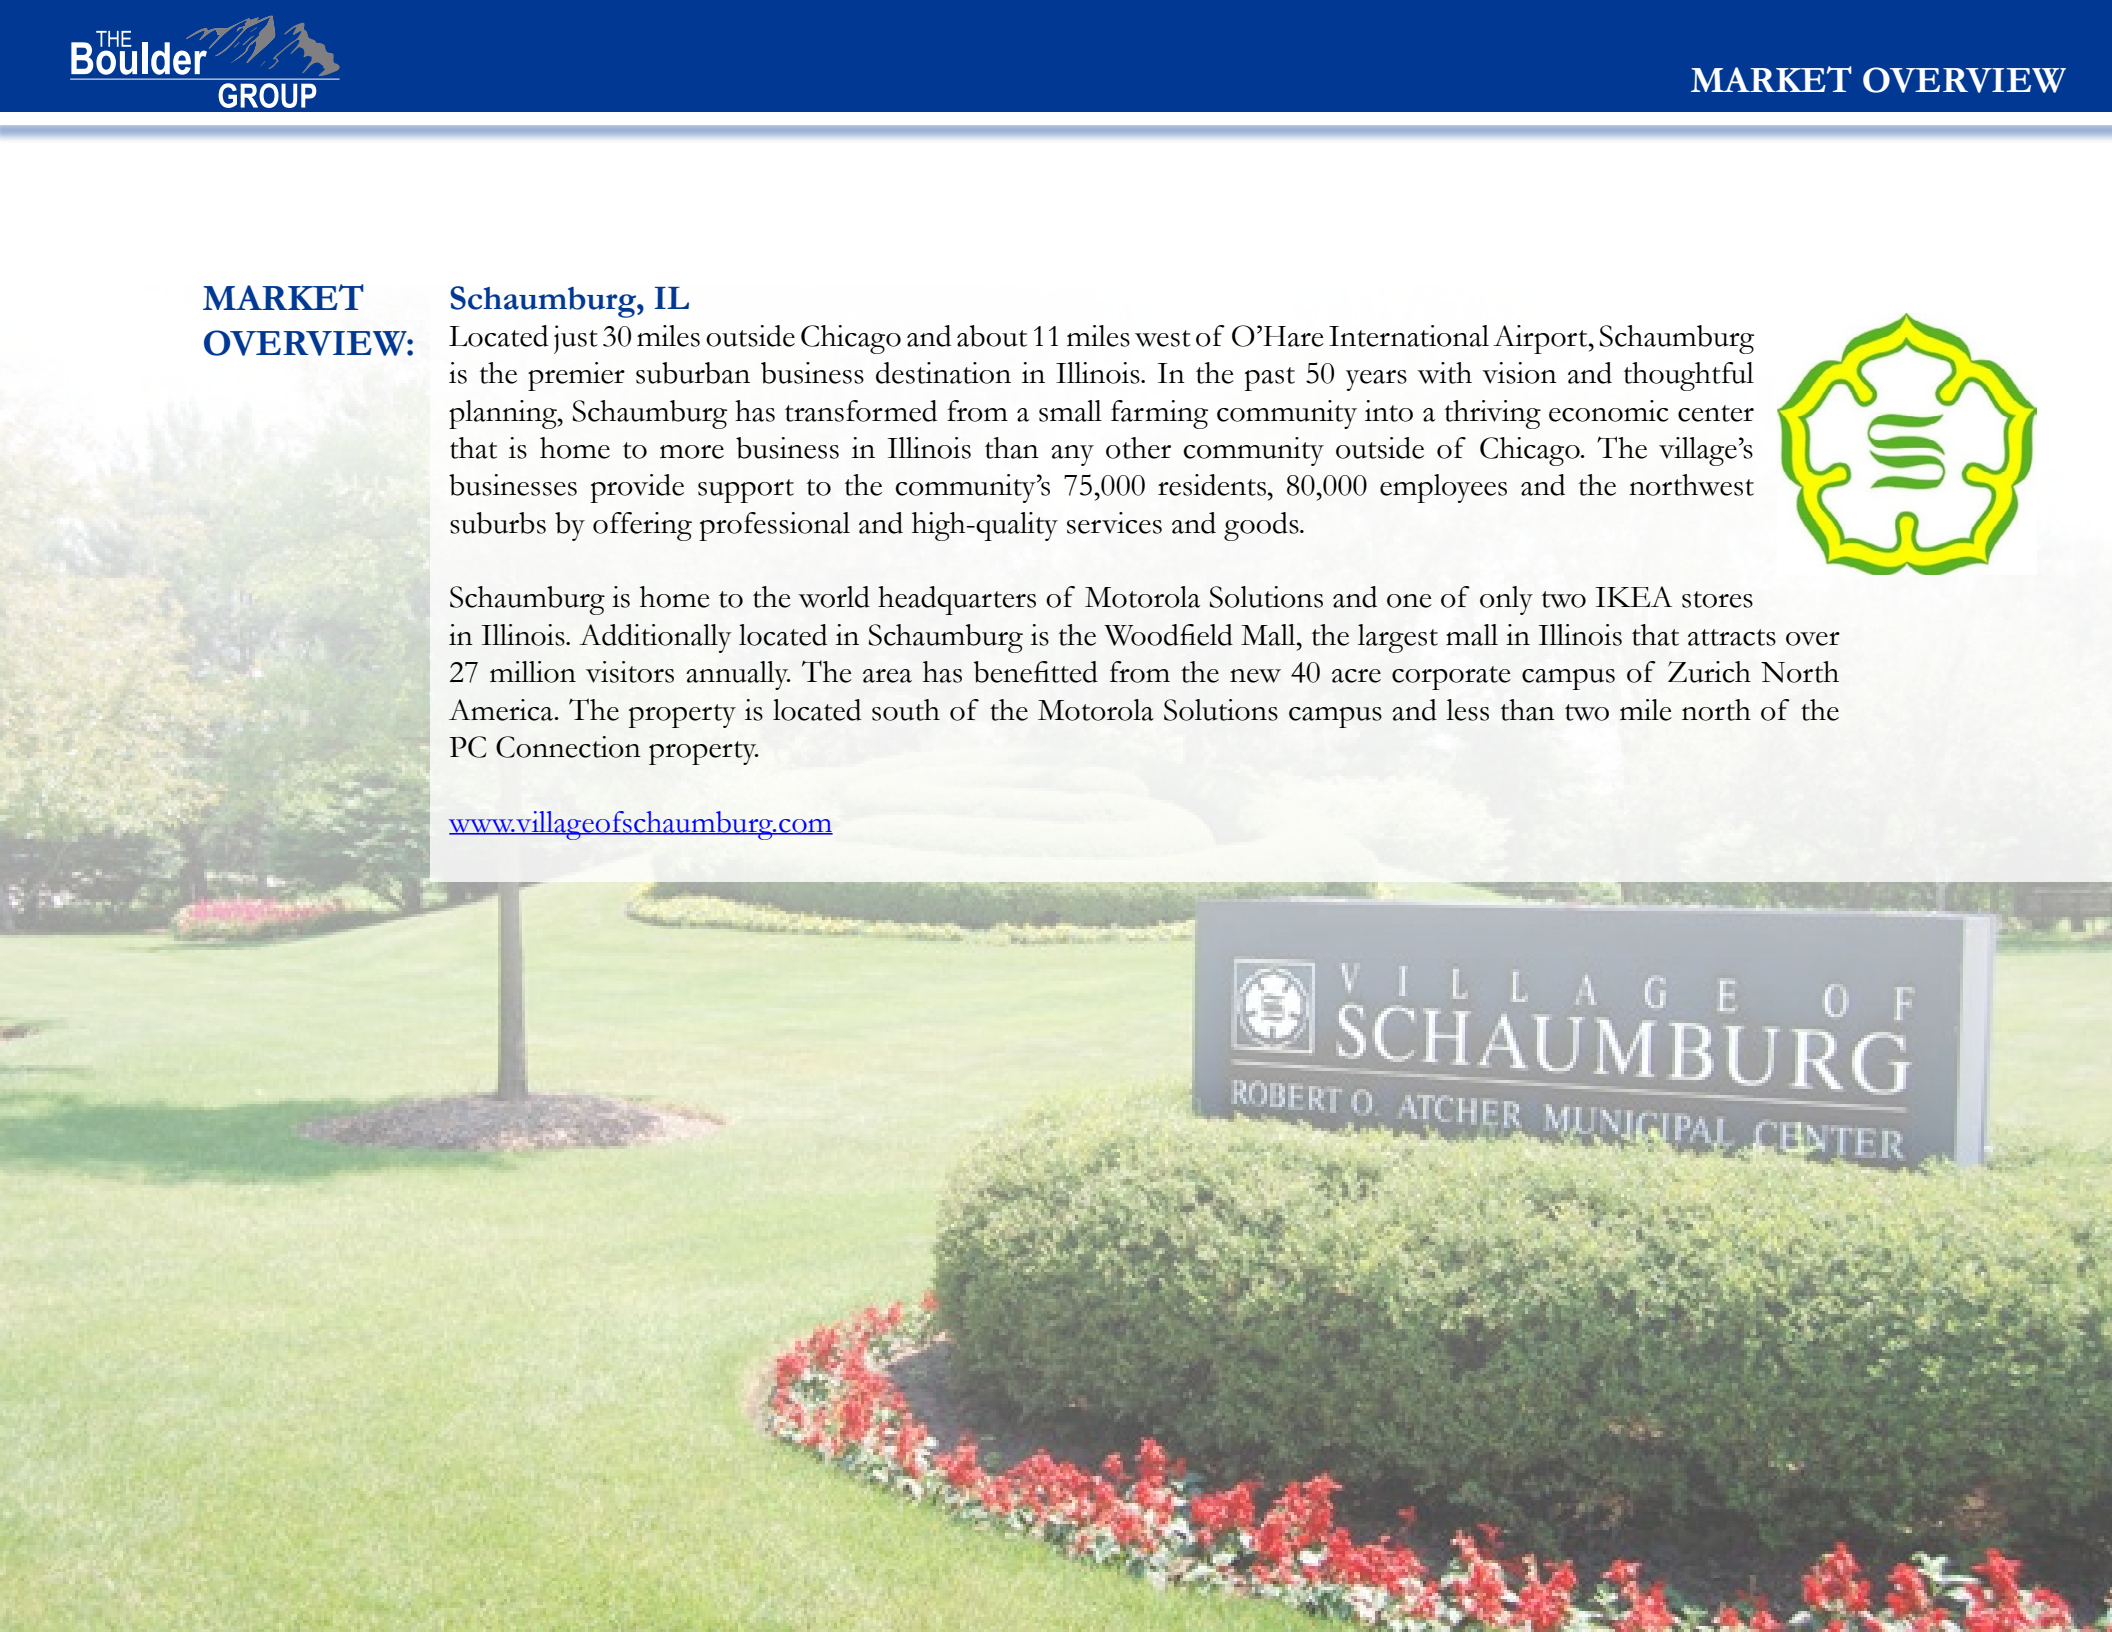 THE
Boulder
GROUP
MARKET OVERVIEW
MARKET
OVERVIEW:
Schaumburg, IL
Located just 30 miles outside Chicago and about 11 miles west of O’Hare International Airport, Schaumburg
is the premier suburban business destination in Illinois. In the past 50 years with vision and thoughtful
planning, Schaumburg has transformed from a small farming community into a thriving economic center
that is home to more business in Illinois than any other community outside of Chicago. The village’s
businesses provide support to the community’s 75,000 residents, 80,000 employees and the northwest
suburbs by offering professional and high-quality services and goods.
Schaumburg is home to the world headquarters of Motorola Solutions and one of only two IKEA stores
in Illinois. Additionally located in Schaumburg is the Woodfield Mall, the largest mall in Illinois that attracts over
27 million visitors annually. The area has benefitted from the new 40 acre corporate campus of Zurich North
America. The property is located south of the Motorola Solutions campus and less than two mile north of the
PC Connection property.
www.villageofschaumburg.com
VILLAGE OF
SCHAUMBURG
ROBERT O. ATCHER MUNICIPAL CENTER